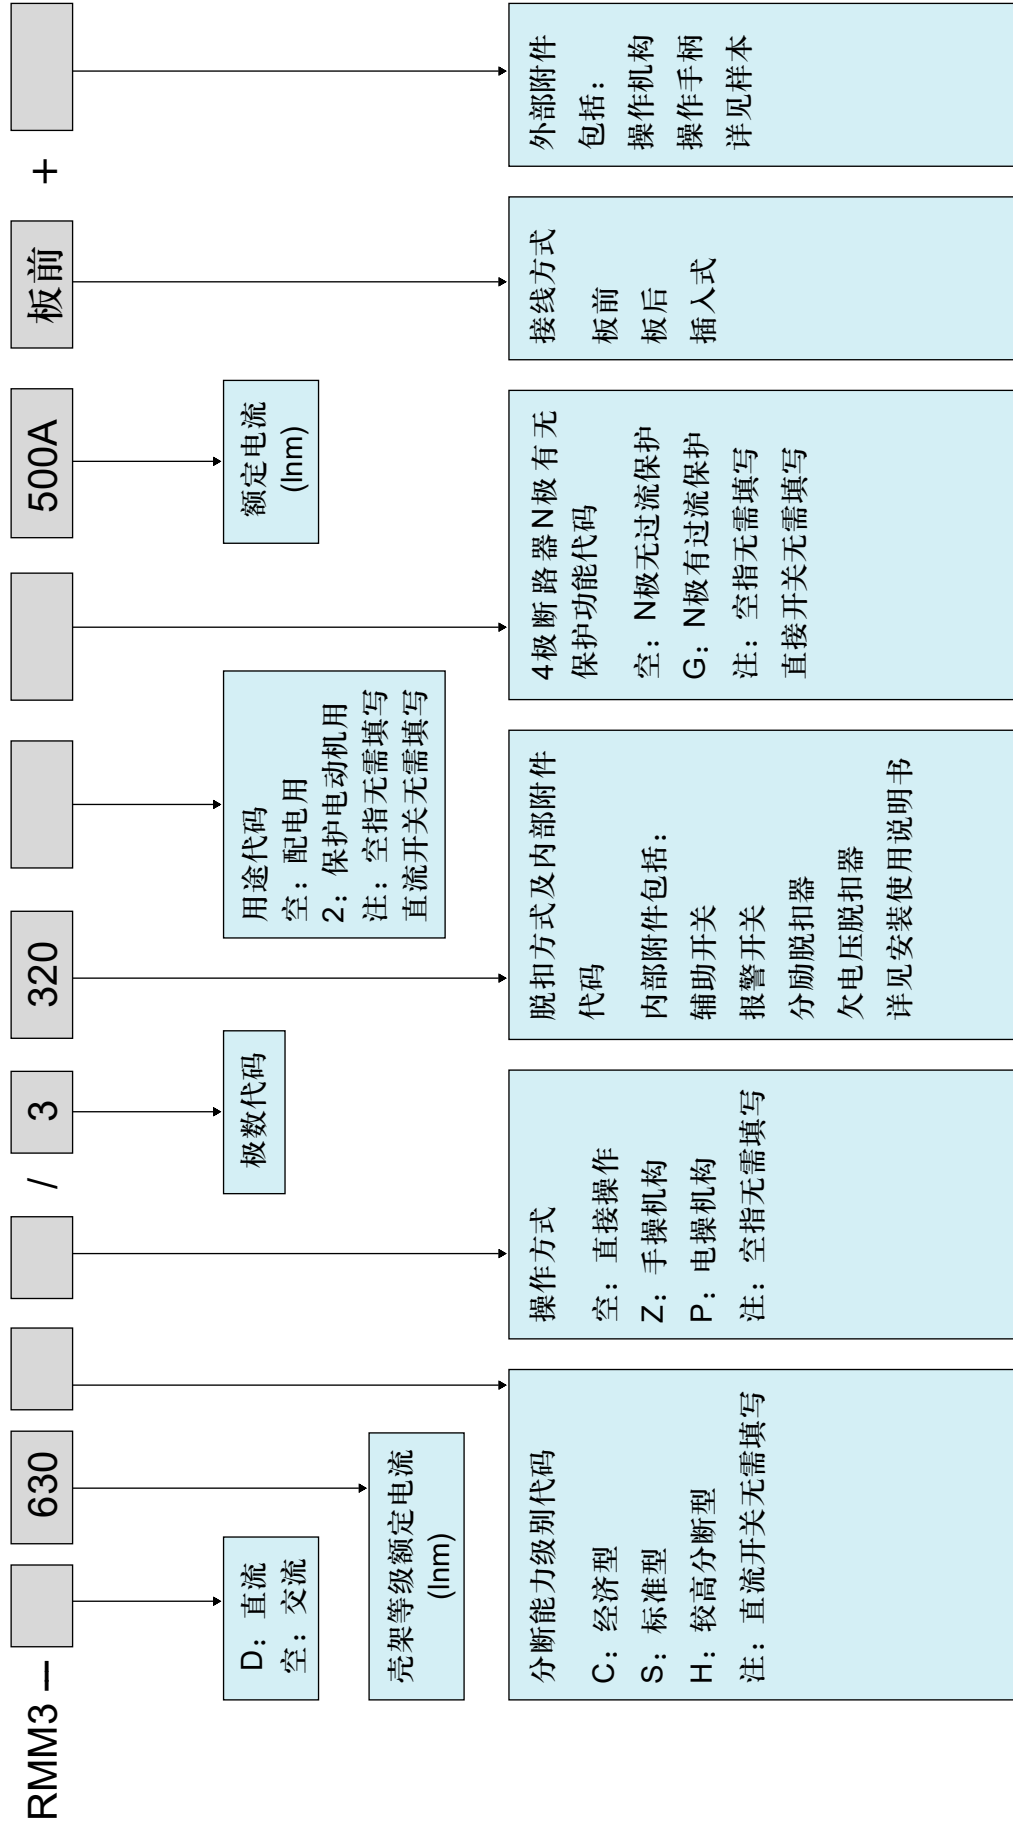 RMM3 — 630 / 3 320 500A 板前 +
D: 直流
空: 交流
壳架等级额定电流
(Inm)
极数代码
用途代码
空: 配电用
2: 保护电动机用
注: 空指无需填写
直流开关无需填写
额定电流
(Inm)
分断能力级别代码
C: 经济型
S: 标准型
H: 较高分断型
注: 直流开关无需填写
操作方式
空: 直接操作
Z: 手操机构
P: 电操机构
注: 空指无需填写
脱扣方式及内部附件
代码
内部附件包括:
辅助开关
报警开关
分励脱扣器
欠电压脱扣器
详见安装使用说明书
4极断路器N极有无
保护功能代码
空: N极无过流保护
G: N极有过流保护
注: 空指无需填写
直接开关无需填写
接线方式
板前
板后
插入式
外部附件
包括:
操作机构
操作手柄
详见样本